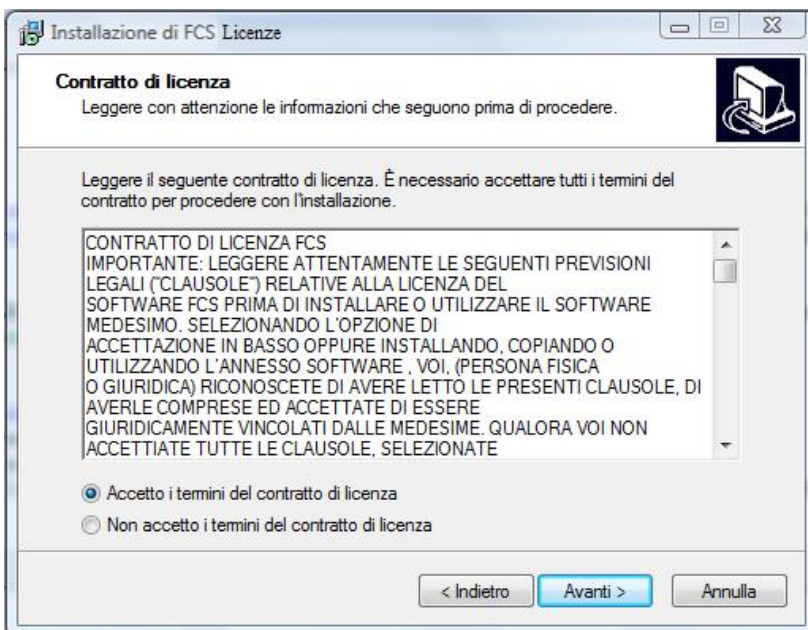 Installazione di FCS Licenze
Contratto di licenza
Leggere con attenzione le informazioni che seguono prima di procedere.
Leggere il seguente contratto di licenza. È necessario accettare tutti i termini del
contratto per procedere con l'installazione.
CONTRATTO DI LICENZA FCS
IMPORTANTE: LEGGERE ATTENTAMENTE LE SEGUENTI PREVISIONI
LEGALI ("CLAUSOLE") RELATIVE ALLA LICENZA DEL
SOFTWARE FCS PRIMA DI INSTALLARE O UTILIZZARE IL SOFTWARE
MEDESIMO. SELEZIONANDO L'OPZIONE DI
ACCETTAZIONE IN BASSO OPPURE INSTALLANDO, COPIANDO O
UTILIZZANDO L'ANNESSO SOFTWARE , VOI, (PERSONA FISICA
O GIURIDICA) RICONOSCETE DI AVERE LETTO LE PRESENTI CLAUSOLE, DI
AVERLE COMPRESE ED ACCETTATE DI ESSERE
GIURIDICAMENTE VINCOLATI DALLE MEDESIME. QUALORA VOI NON
ACCETTIATE TUTTE LE CLAUSOLE, SELEZIONATE
Accetto i termini del contratto di licenza
Non accetto i termini del contratto di licenza
< Indietro
Avanti >
Annulla